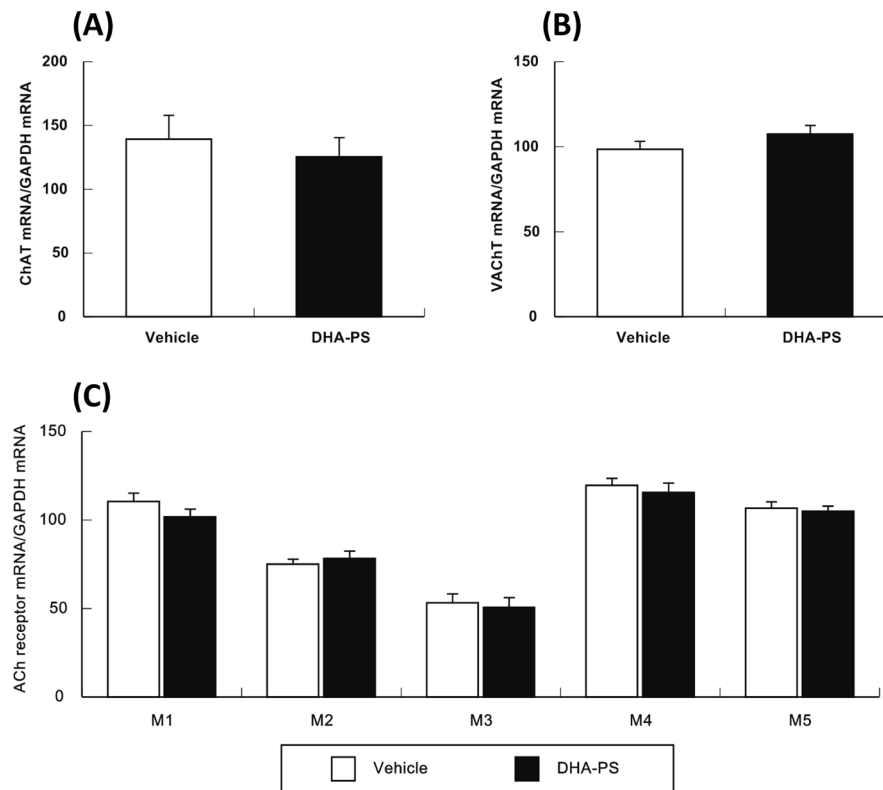 (A)
ChAT mRNA/GAPDH mRNA
200
150
100
50
0
Vehicle DHA-PS
(B)
VAChT mRNA/GAPDH mRNA
150
100
50
0
Vehicle DHA-PS
(C)
ACh receptor mRNA/GAPDH mRNA
150
100
50
0
M1 M2 M3 M4 M5
Vehicle DHA-PS